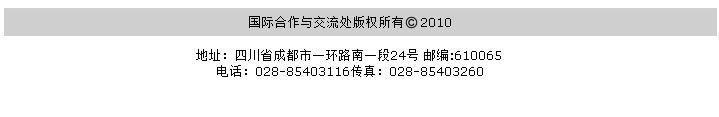 国际合作与交流处版权所有© 2010
地址：四川省成都市一环路南一段24号 邮编:610065
电话：028-85403116传真：028-85403260